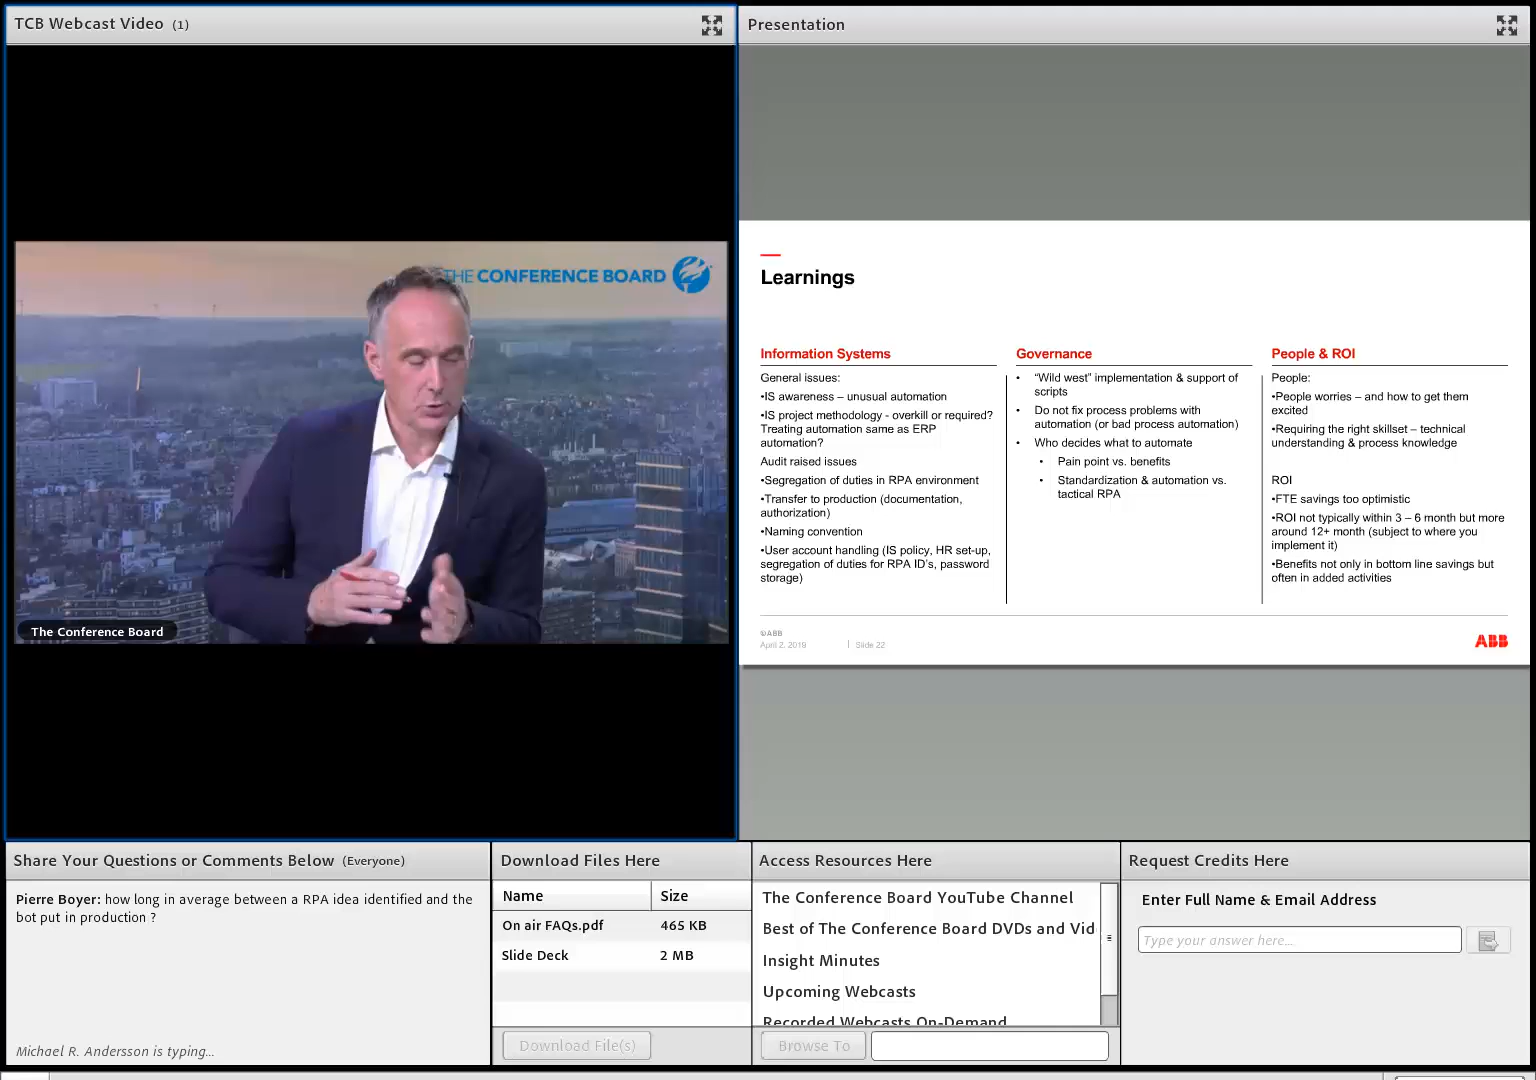 TCB Webcast Video (1)
THE CONFERENCE BOARD
The Conference Board
Presentation
Learnings
Information Systems
General issues:
•IS awareness – unusual automation
•IS project methodology - overkill or required?
Treating automation same as ERP
automation?
Audit raised issues
•Segregation of duties in RPA environment
•Transfer to production (documentation,
authorization)
•Naming convention
•User account handling (IS policy, HR set-up,
segregation of duties for RPA ID's, password
storage)
Governance
• “Wild west” implementation & support of
scripts
• Do not fix process problems with
automation (or bad process automation)
• Who decides what to automate
• Pain point vs. benefits
• Standardization & automation vs.
tactical RPA
People & ROI
People:
•People worries – and how to get them
excited
•Requiring the right skillset – technical
understanding & process knowledge
ROI
•FTE savings too optimistic
•ROI not typically within 3 – 6 month but more
around 12+ month (subject to where you
implement it)
•Benefits not only in bottom line savings but
often in added activities
©ABB
April 2, 2019 | Slide 22
ABB
Share Your Questions or Comments Below (Everyone)
Pierre Boyer: how long in average between a RPA idea identified and the
bot put in production ?
Michael R. Andersson is typing...
Download Files Here
Name Size
On air FAQs.pdf 465 KB
Slide Deck 2 MB
Download File(s)
Access Resources Here
The Conference Board YouTube Channel
Best of The Conference Board DVDs and Vid
Insight Minutes
Upcoming Webcasts
Recorded Webcasts On-Demand
Browse To
Request Credits Here
Enter Full Name & Email Address
Type your answer here...